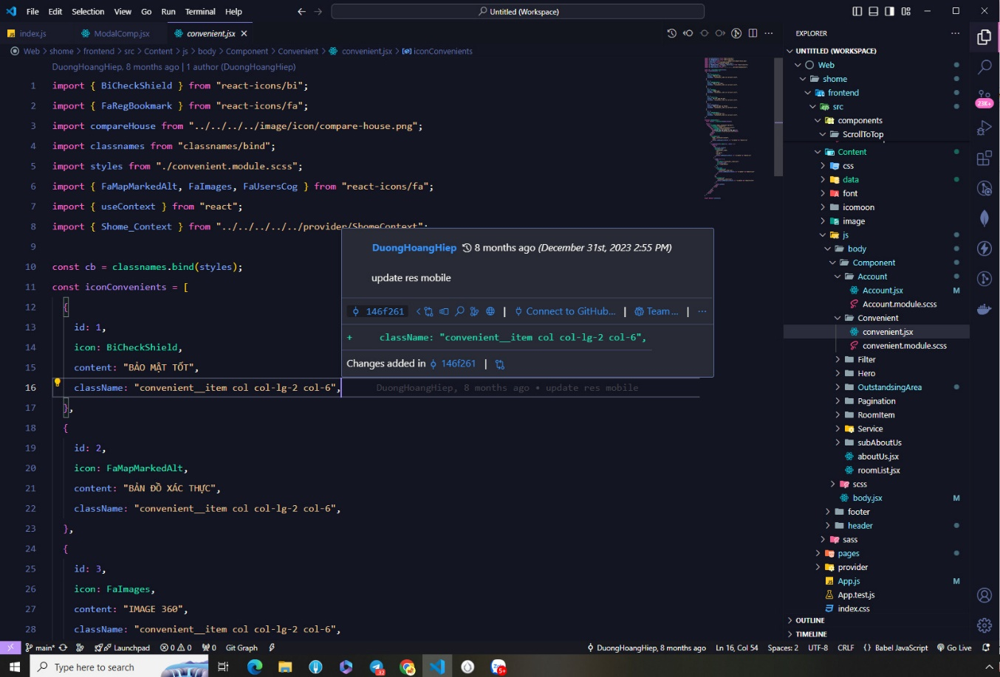 File Edit Selection View Go Run Terminal Help
Untitled (Workspace)
index.js
ModalComp.jsx
convenient.jsx
Web > shome > frontend > src > Content > js > body > Component > Convenient > convenient.jsx > iconConvenients
DuongHoangHiep, 8 months ago | 1 author (DuongHoangHiep)
1 import { BiCheckShield } from "react-icons/bi";
2 import { FaRegBookmark } from "react-icons/fa";
3 import compareHouse from "../../../../image/icon/compare-house.png";
4 import classnames from "classnames/bind";
5 import styles from "./convenient.module.scss";
6 import { FaMapMarkedAlt, FaImages, FaUsersCog } from "react-icons/fa";
7 import { useContext } from "react";
8 import { Shome_Context } from "../../../../../provider/ShomeContext";
9
10 const cb = classnames.bind(styles);
11 const iconConvenients = [
12 {
13 id: 1,
14 icon: BiCheckShield,
15 content: "BẢO MẬT TỐT",
16 className: "convenient__item col col-lg-2 col-6", DuongHoangHiep, 8 months ago • update res mobile
17 },
18 {
19 id: 2,
20 icon: FaMapMarkedAlt,
21 content: "BẢN ĐỒ XÁC THỰC",
22 className: "convenient__item col col-lg-2 col-6",
23 },
24 {
25 id: 3,
26 icon: FaImages,
27 content: "IMAGE 360",
28 className: "convenient__item col col-lg-2 col-6",
DuongHoangHiep 8 months ago (December 31st, 2023 2:55 PM)
update res mobile
146f261 | Connect to GitHub... | Team ... | ...
+ className: "convenient__item col col-lg-2 col-6",
Changes added in 146f261 |
EXPLORER
UNTITLED (WORKSPACE)
Web
shome
frontend
src
components
ScrollToTop
Content
css
data
font
icomoon
image
js
body
Component
Account
Account.jsx M
Account.module.scss
Convenient
convenient.jsx
convenient.module.scss
Filter
Hero
OutstandsingArea
Pagination
RoomItem
Service
subAboutUs
aboutUs.jsx
roomList.jsx
scss
body.jsx M
footer
header
sass
pages
provider
App.js M
App.test.js
index.css
OUTLINE
TIMELINE
23K+
main* Launchpad 0 0 0 Git Graph
DuongHoangHiep, 8 months ago Ln 16, Col 54 Spaces: 2 UTF-8 CRLF {} Babel JavaScript Go Live
Type here to search
32
5+